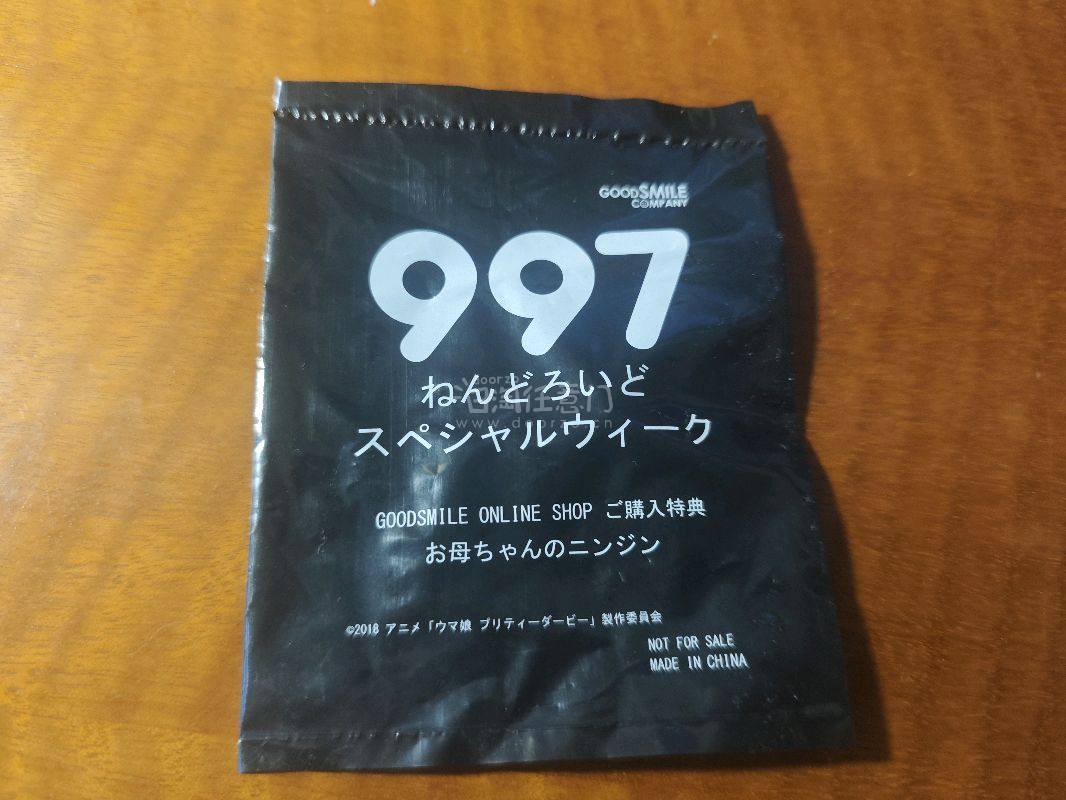 GOODSMILE
COMPANY
997
ねんどろいど
スペシャルウィーク
www.doorzo.cn
GOODSMILE ONLINE SHOP ご購入特典
お母ちゃんのニンジン
©2018 アニメ「ウマ娘 プリティーダービー」製作委員会
NOT FOR SALE
MADE IN CHINA